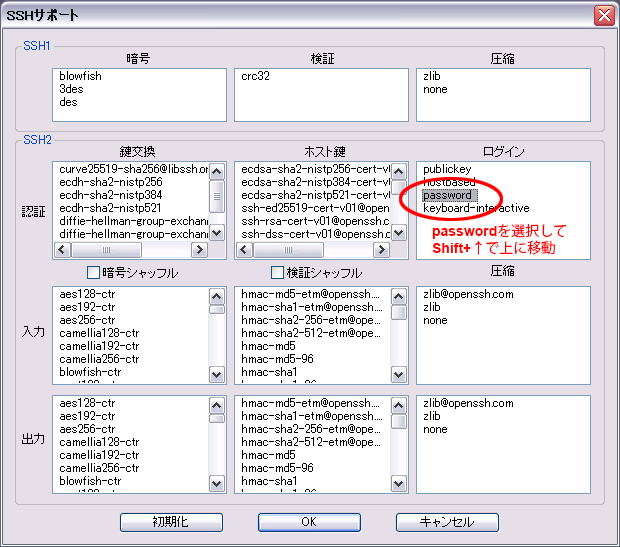 SSHサポート
SSH1
暗号
検証
圧縮
blowfish
3des
des
crc32
zlib
none
SSH2
鍵交換
ホスト鍵
ログイン
認証
curve25519-sha256@libssh.or
ecdh-sha2-nistp256
ecdh-sha2-nistp384
ecdh-sha2-nistp521
diffie-hellman-group-exchan
diffie-hellman-group-exchan
ecdsa-sha2-nistp256-cert-v0
ecdsa-sha2-nistp384-cert-v0
ecdsa-sha2-nistp521-cert-v0
ssh-ed25519-cert-v01@open
ssh-rsa-cert-v01@openssh.c
ssh-dss-cert-v01@openssh.c
publickey
hostbased
password
keyboard-interactive
passwordを選択して
Shift+↑で上に移動
暗号シャッフル
検証シャッフル
圧縮
入力
aes128-ctr
aes192-ctr
aes256-ctr
camellia128-ctr
camellia192-ctr
camellia256-ctr
blowfish-ctr
hmac-md5-etm@openssh....
hmac-sha1-etm@openssh....
hmac-sha2-256-etm@ope...
hmac-sha2-512-etm@ope...
hmac-md5
hmac-md5-96
hmac-sha1
zlib@openssh.com
zlib
none
出力
aes128-ctr
aes192-ctr
aes256-ctr
camellia128-ctr
camellia192-ctr
camellia256-ctr
blowfish-ctr
hmac-md5-etm@openssh....
hmac-sha1-etm@openssh....
hmac-sha2-256-etm@ope...
hmac-sha2-512-etm@ope...
hmac-md5
hmac-md5-96
hmac-sha1
zlib@openssh.com
zlib
none
初期化
OK
キャンセル